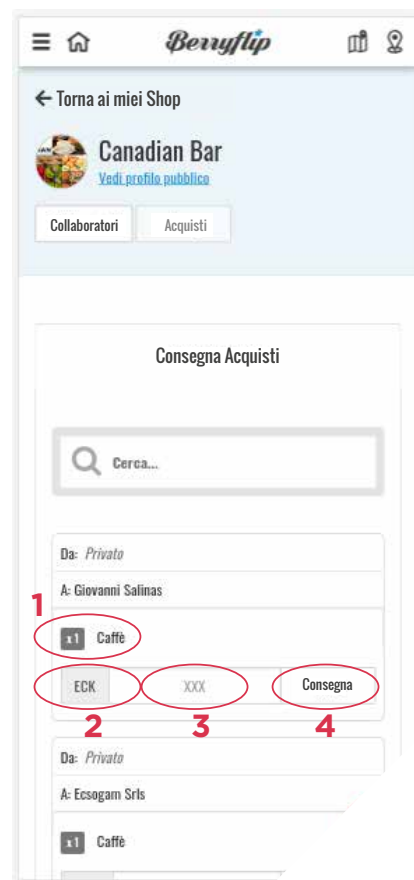 Berryflip
Torna ai miei Shop
Canadian Bar
Vedi profilo pubblico
Collaboratori Acquisti
Consegna Acquisti
Cerca...
Da: Privato
A: Giovanni Salinas
1
x1 Caffè
ECK XXX Consegna
2 3 4
Da: Privato
A: Ecsogam Srls
x1 Caffè